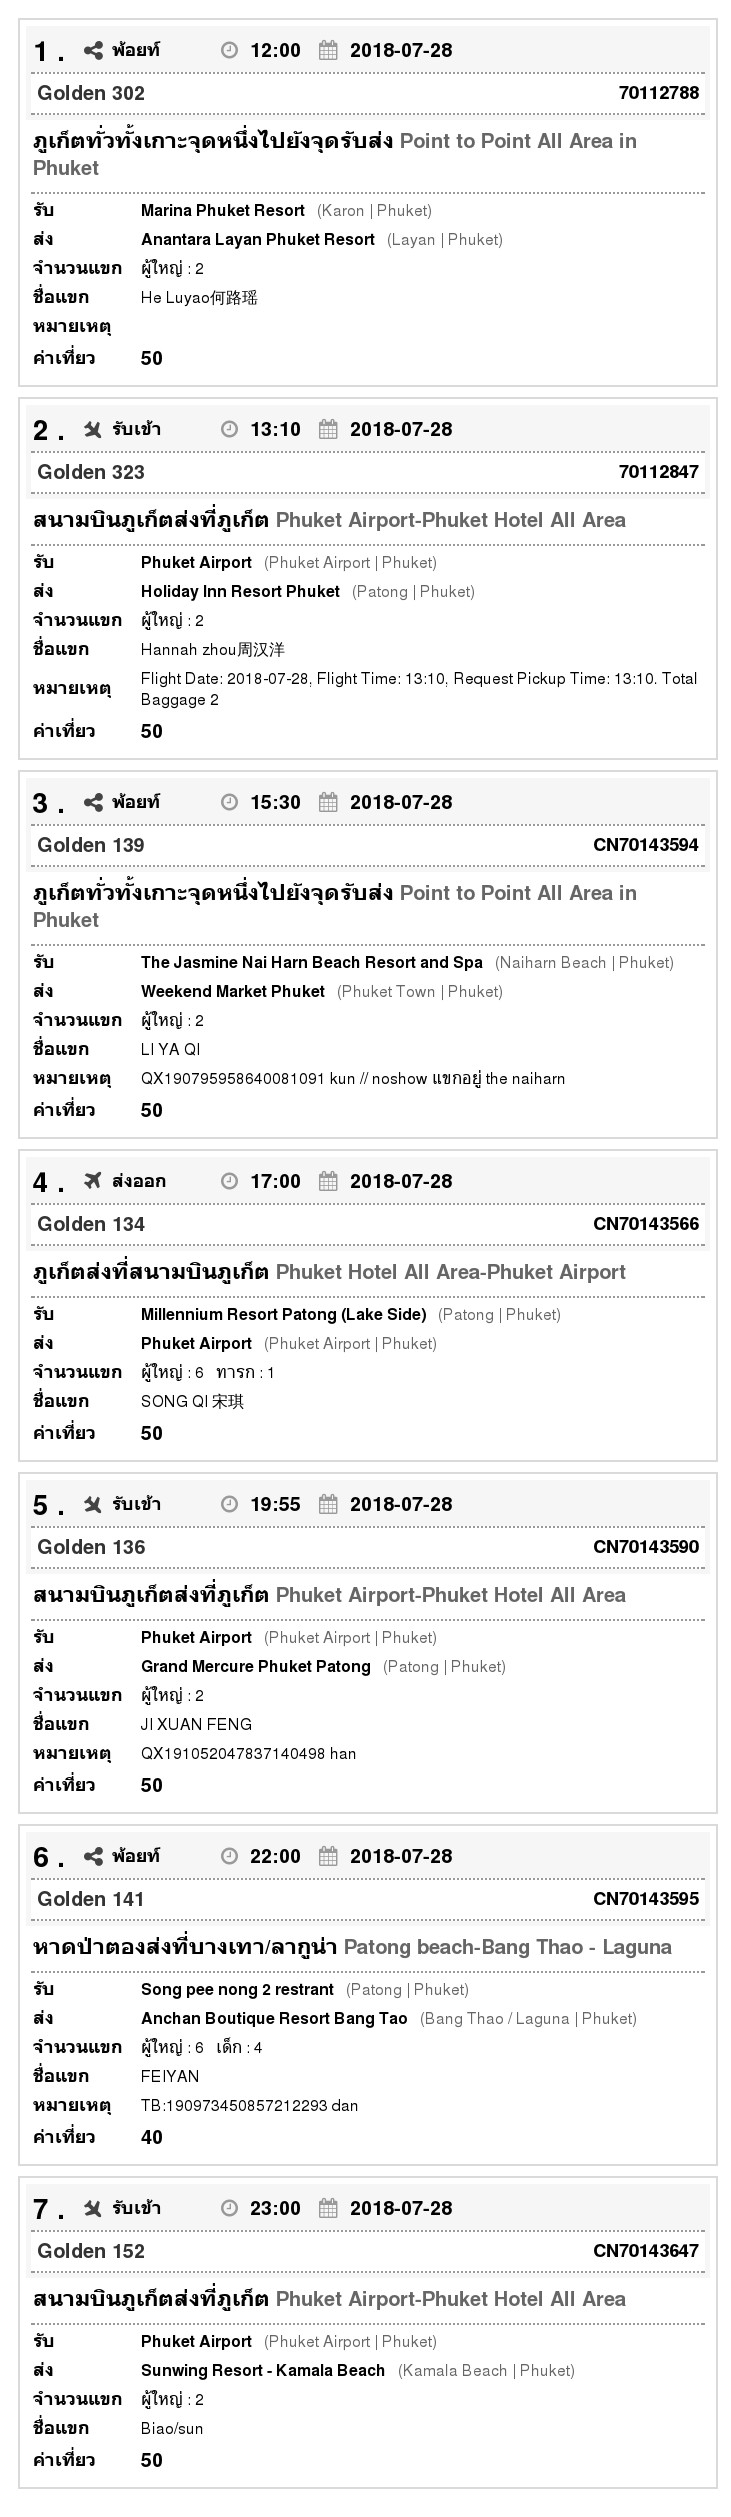 1 . พ้อยท์ 12:00 2018-07-28
Golden 302 70112788
ภูเก็ตทั่วทั้งเกาะจุดหนึ่งไปยังจุดรับส่ง Point to Point All Area in
Phuket
รับ Marina Phuket Resort (Karon | Phuket)
ส่ง Anantara Layan Phuket Resort (Layan | Phuket)
จำนวนแขก ผู้ใหญ่ : 2
ชื่อแขก He Luyao何路瑶
หมายเหตุ
ค่าเที่ยว 50
2 . รับเข้า 13:10 2018-07-28
Golden 323 70112847
สนามบินภูเก็ตส่งที่ภูเก็ต Phuket Airport-Phuket Hotel All Area
รับ Phuket Airport (Phuket Airport | Phuket)
ส่ง Holiday Inn Resort Phuket (Patong | Phuket)
จำนวนแขก ผู้ใหญ่ : 2
ชื่อแขก Hannah zhou周汉洋
หมายเหตุ Flight Date: 2018-07-28, Flight Time: 13:10, Request Pickup Time: 13:10. Total
Baggage 2
ค่าเที่ยว 50
3 . พ้อยท์ 15:30 2018-07-28
Golden 139 CN70143594
ภูเก็ตทั่วทั้งเกาะจุดหนึ่งไปยังจุดรับส่ง Point to Point All Area in
Phuket
รับ The Jasmine Nai Harn Beach Resort and Spa (Naiharn Beach | Phuket)
ส่ง Weekend Market Phuket (Phuket Town | Phuket)
จำนวนแขก ผู้ใหญ่ : 2
ชื่อแขก LI YA QI
หมายเหตุ QX190795958640081091 kun // noshow แขกอยู่ the naiharn
ค่าเที่ยว 50
4 . ส่งออก 17:00 2018-07-28
Golden 134 CN70143566
ภูเก็ตส่งที่สนามบินภูเก็ต Phuket Hotel All Area-Phuket Airport
รับ Millennium Resort Patong (Lake Side) (Patong | Phuket)
ส่ง Phuket Airport (Phuket Airport | Phuket)
จำนวนแขก ผู้ใหญ่ : 6 ทารก : 1
ชื่อแขก SONG QI 宋琪
ค่าเที่ยว 50
5 . รับเข้า 19:55 2018-07-28
Golden 136 CN70143590
สนามบินภูเก็ตส่งที่ภูเก็ต Phuket Airport-Phuket Hotel All Area
รับ Phuket Airport (Phuket Airport | Phuket)
ส่ง Grand Mercure Phuket Patong (Patong | Phuket)
จำนวนแขก ผู้ใหญ่ : 2
ชื่อแขก JI XUAN FENG
หมายเหตุ QX191052047837140498 han
ค่าเที่ยว 50
6 . พ้อยท์ 22:00 2018-07-28
Golden 141 CN70143595
หาดป่าตองส่งที่บางเทา/ลากูน่า Patong beach-Bang Thao - Laguna
รับ Song pee nong 2 restrant (Patong | Phuket)
ส่ง Anchan Boutique Resort Bang Tao (Bang Thao / Laguna | Phuket)
จำนวนแขก ผู้ใหญ่ : 6 เด็ก : 4
ชื่อแขก FEIYAN
หมายเหตุ TB:190973450857212293 dan
ค่าเที่ยว 40
7 . รับเข้า 23:00 2018-07-28
Golden 152 CN70143647
สนามบินภูเก็ตส่งที่ภูเก็ต Phuket Airport-Phuket Hotel All Area
รับ Phuket Airport (Phuket Airport | Phuket)
ส่ง Sunwing Resort - Kamala Beach (Kamala Beach | Phuket)
จำนวนแขก ผู้ใหญ่ : 2
ชื่อแขก Biao/sun
ค่าเที่ยว 50